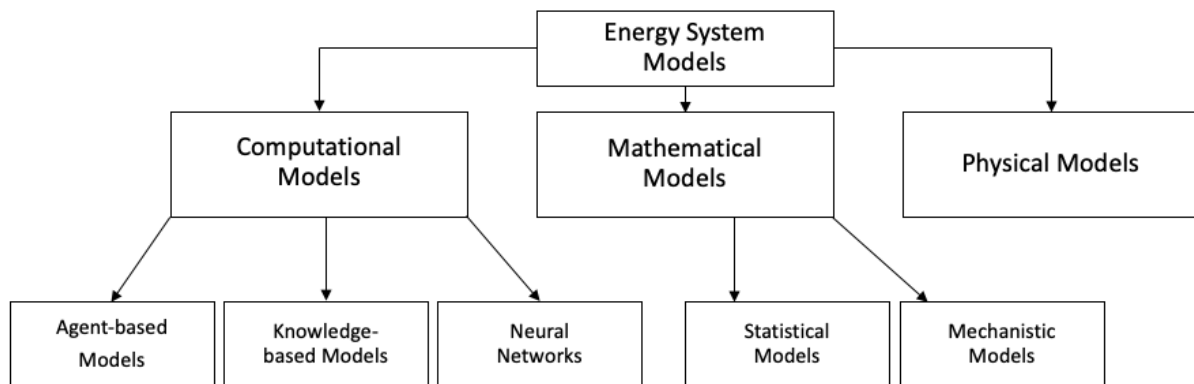 Energy System
Models
Computational
Models
Mathematical
Models
Physical Models
Agent-based
Models
Knowledge-
based Models
Neural
Networks
Statistical
Models
Mechanistic
Models